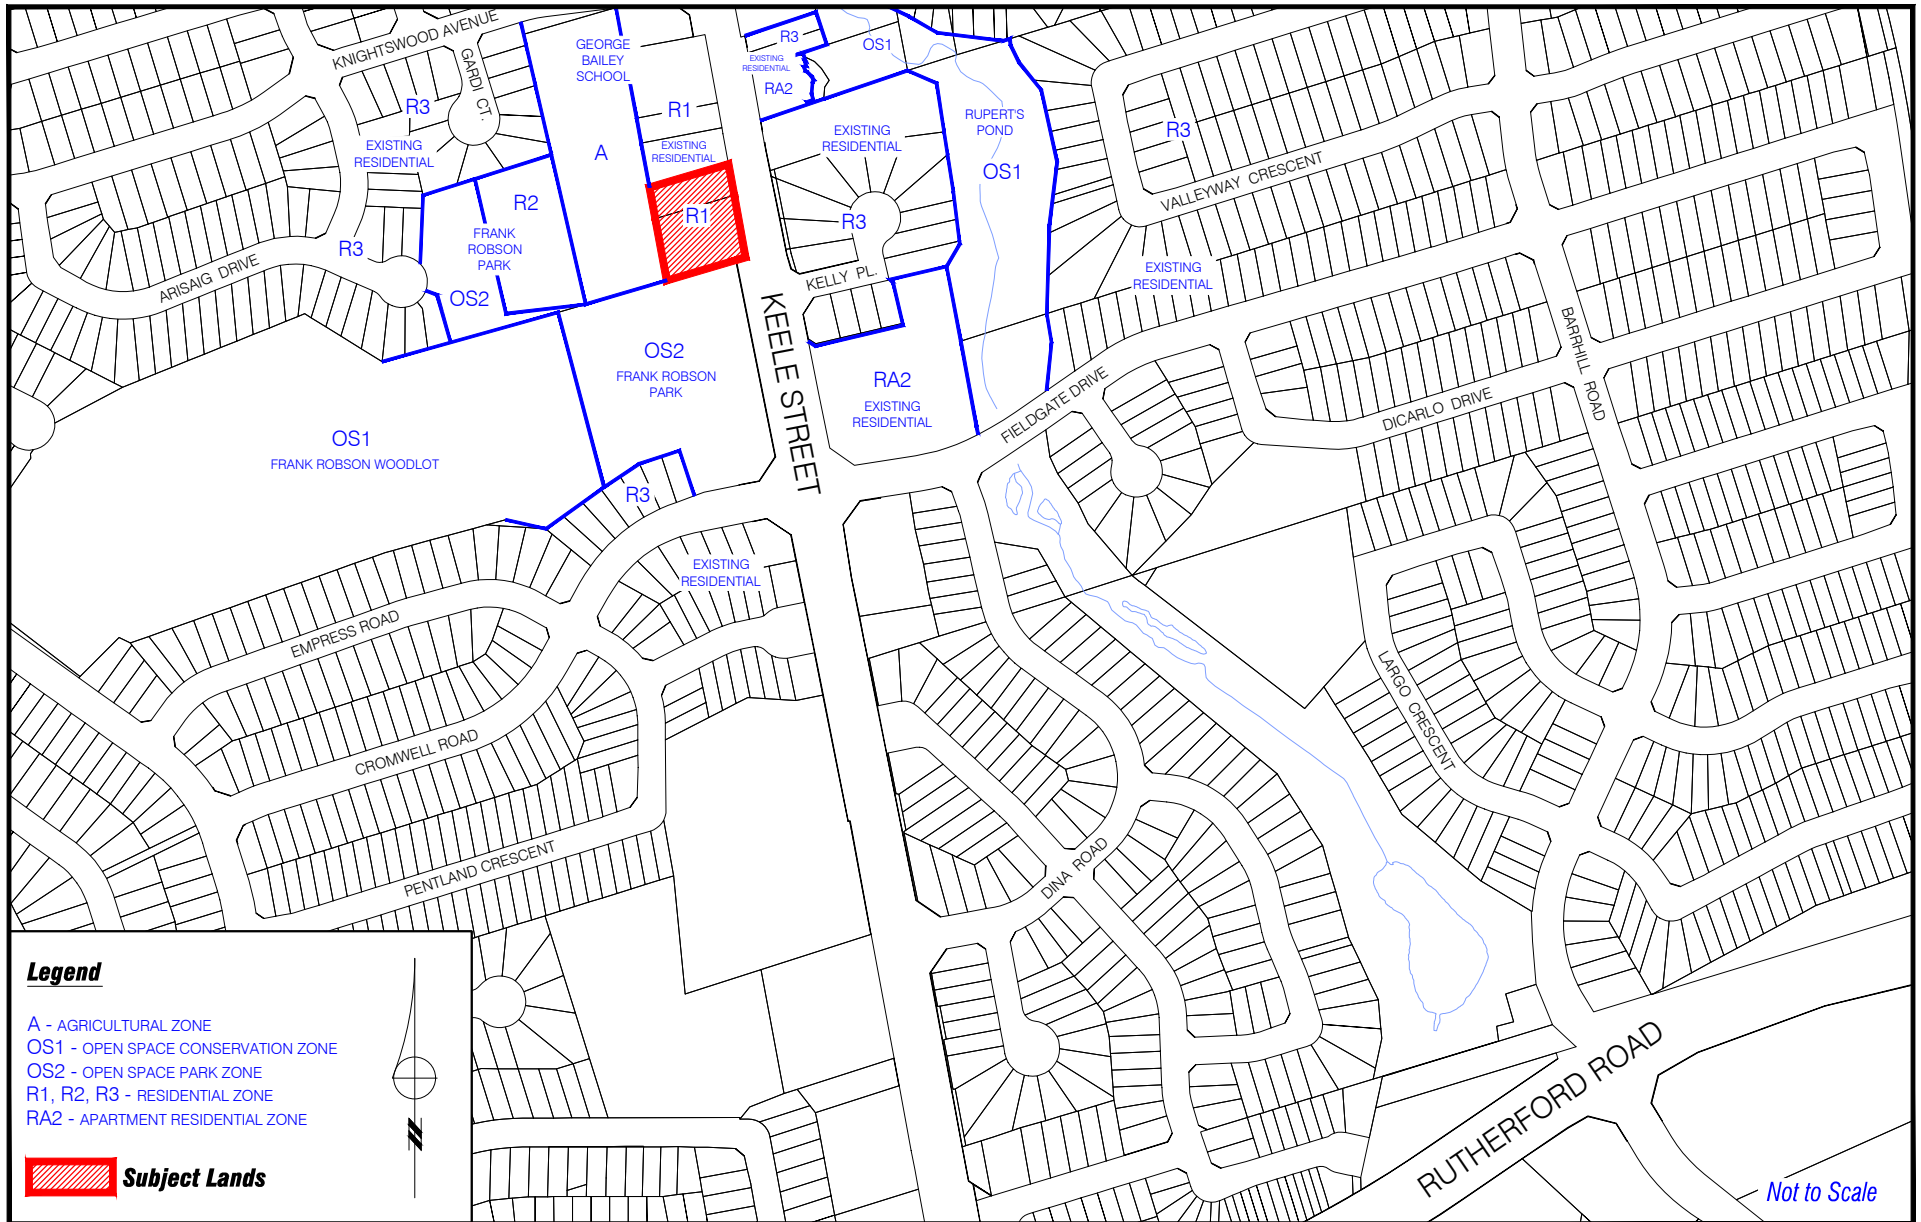 KNIGHTSWOOD AVENUE
GARDI CT.
GEORGE
BAILEY
SCHOOL
R3
EXISTING
RESIDENTIAL
RA2
OS1
R3
EXISTING
RESIDENTIAL
A
R1
EXISTING
RESIDENTIAL
R1
EXISTING
RESIDENTIAL
RUPERT'S
POND
OS1
R3
VALLEYWAY CRESCENT
R2
FRANK
ROBSON
PARK
R3
ARISAIG DRIVE
OS2
R3
KELLY PL.
EXISTING
RESIDENTIAL
KEELE STREET
OS2
FRANK ROBSON
PARK
RA2
EXISTING
RESIDENTIAL
FIELDGATE DRIVE
BARRHILL ROAD
DICARLO DRIVE
OS1
FRANK ROBSON WOODLOT
R3
EXISTING
RESIDENTIAL
EMPRESS ROAD
CROMWELL ROAD
PENTLAND CRESCENT
LARGO CRESCENT
DINA ROAD
RUTHERFORD ROAD
Legend
A - AGRICULTURAL ZONE
OS1 - OPEN SPACE CONSERVATION ZONE
OS2 - OPEN SPACE PARK ZONE
R1, R2, R3 - RESIDENTIAL ZONE
RA2 - APARTMENT RESIDENTIAL ZONE
N
Subject Lands
Not to Scale